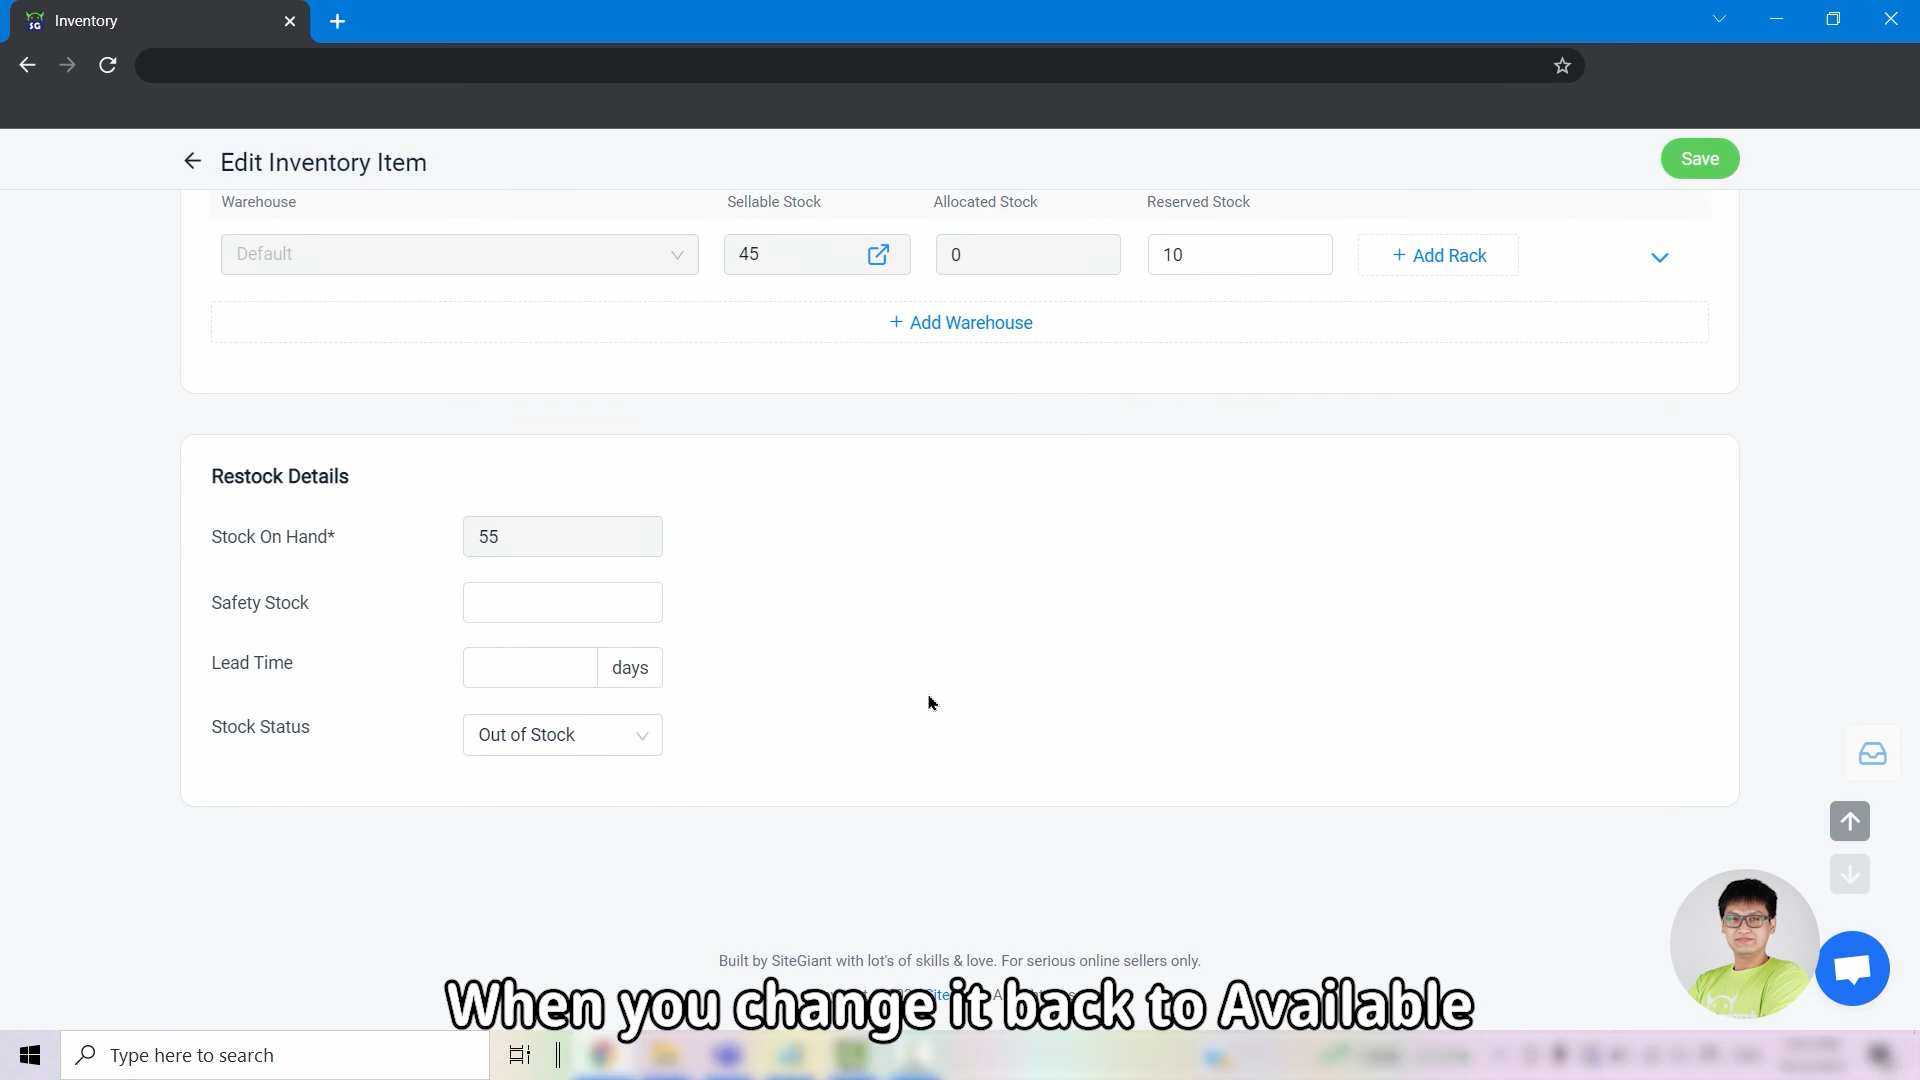 Inventory
Edit Inventory Item
Save
Warehouse Sellable Stock Allocated Stock Reserved Stock
Default 45 0 10 + Add Rack
+ Add Warehouse
Restock Details
Stock On Hand* 55
Safety Stock
Lead Time days
Stock Status Out of Stock
Built by SiteGiant with lot's of skills & love. For serious online sellers only.
When you change it back to Available
Type here to search